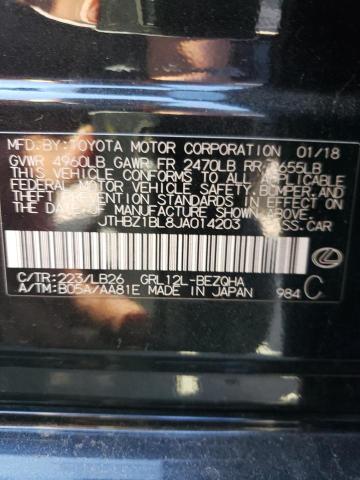 MFD.BY:TOYOTA MOTOR CORPORATION 01/18
GVWR 4960LB GAWR FR 2470LB RR 2655LB
THIS VEHICLE CONFORMS TO ALL APPLICABLE
FEDERAL MOTOR VEHICLE SAFETY,BUMPER,AND
THEFT PREVENTION STANDARDS IN EFFECT ON
THE DATE OF MANUFACTURE SHOWN ABOVE.
JTHBZ1BL8JA014203 PASS.CAR
C/TR:223/LB26 GRL12L-BEZQHA
A/TM:B05A/AA81E MADE IN JAPAN 984 C